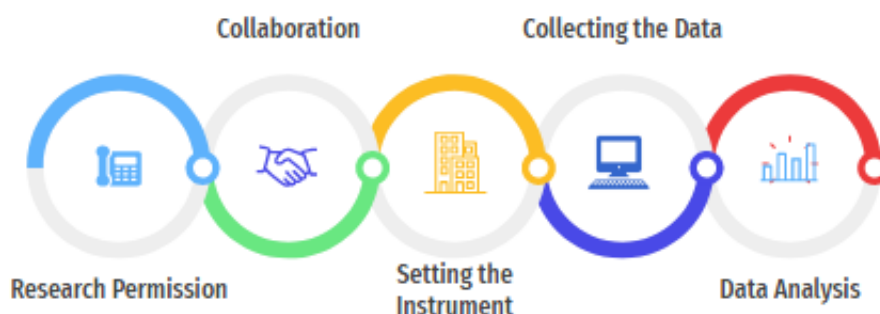 Collaboration
Collecting the Data
Research Permission
Setting the
Instrument
Data Analysis